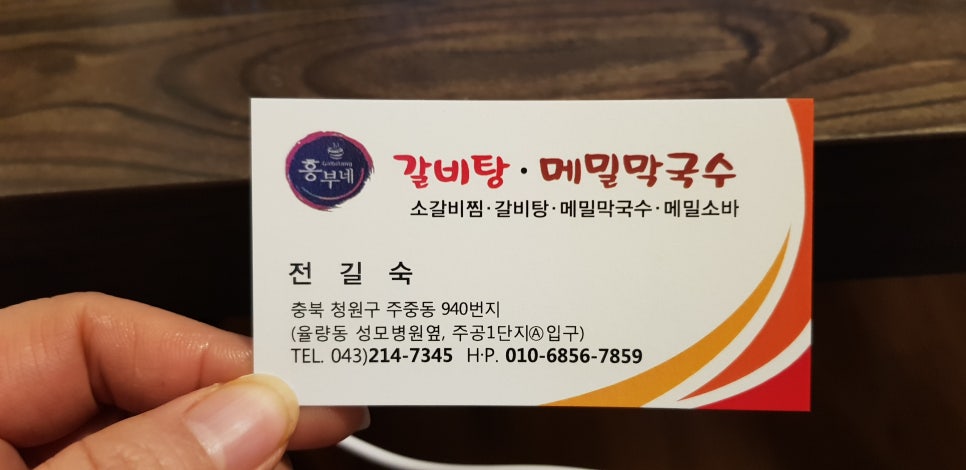 Galbitang
흥부네
갈비탕·메밀막국수
소갈비찜·갈비탕·메밀막국수·메밀소바
전 길 숙
충북 청원구 주중동 940번지
(율량동 성모병원옆, 주공1단지Ⓐ입구)
TEL. 043)214-7345 H·P. 010-6856-7859